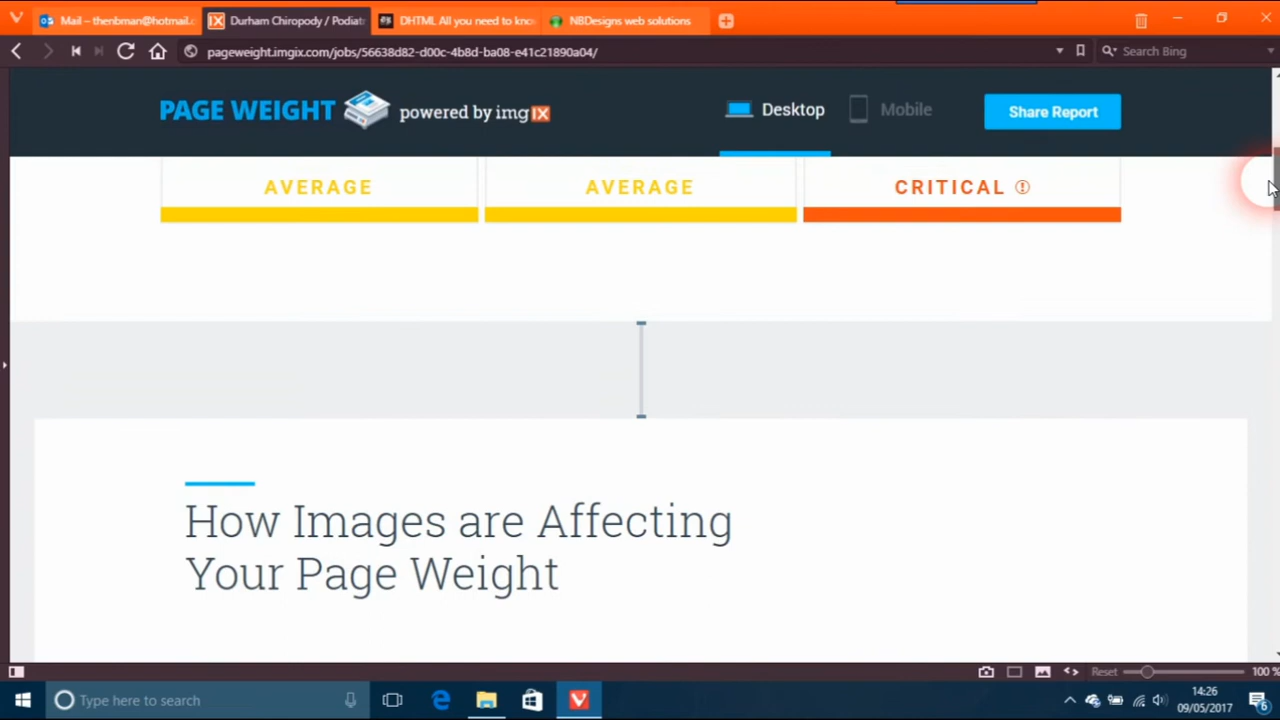 Mail – thenbman@hotmail.c
Durham Chiropody / Podiatr
DHTML All you need to kno
NBDesigns web solutions
pageweight.imgix.com/jobs/56638d82-d00c-4b8d-ba08-e41c21890a04/
Search Bing
PAGE WEIGHT powered by imgIX
Desktop
Mobile
Share Report
AVERAGE
AVERAGE
CRITICAL
How Images are Affecting
Your Page Weight
Reset
100 %
Type here to search
14:26
09/05/2017
6